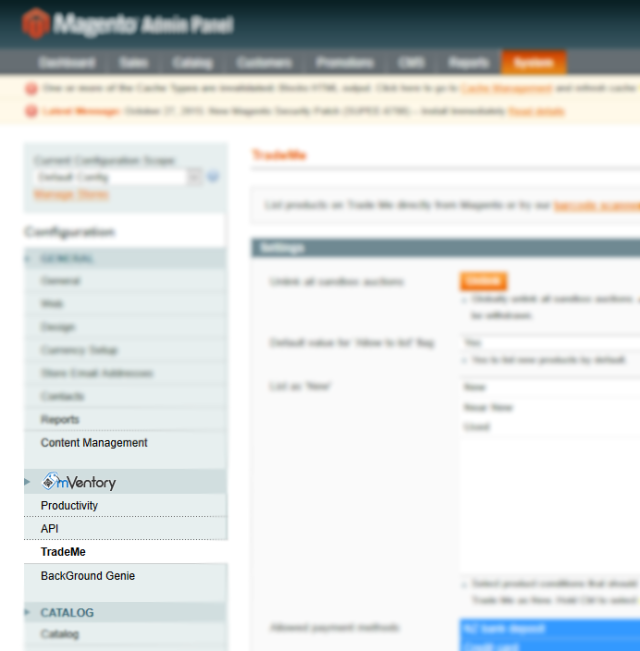 Magento Admin Panel
Dashboard Sales Catalog Customers Promotions CMS Reports System
One or more of the Cache Types are invalidated: Blocks HTML output. Click here to go to Cache Management and refresh cache
Latest Message: October 27, 2015: New Magento Security Patch (SUPEE-6788) – Install Immediately Read details
Current Configuration Scope:
Default Config
Manage Stores
Configuration
GENERAL
General
Web
Design
Currency Setup
Store Email Addresses
Contacts
Reports
Content Management
mVentory
Productivity
API
TradeMe
BackGround Genie
CATALOG
Catalog
TradeMe
List products on Trade Me directly from Magento or try our barcode
Settings
Unlink all sandbox auctions
Globally unlink all sandbox auctions.
be withdrawn.
Default value for 'Allow to list' flag
Yes
Yes to list new products by default
List as 'New'
New
Near New
Used
Select product conditions that should
Trade Me as New. Hold Ctrl to select
Allowed payment methods
NZ bank deposit
Credit card